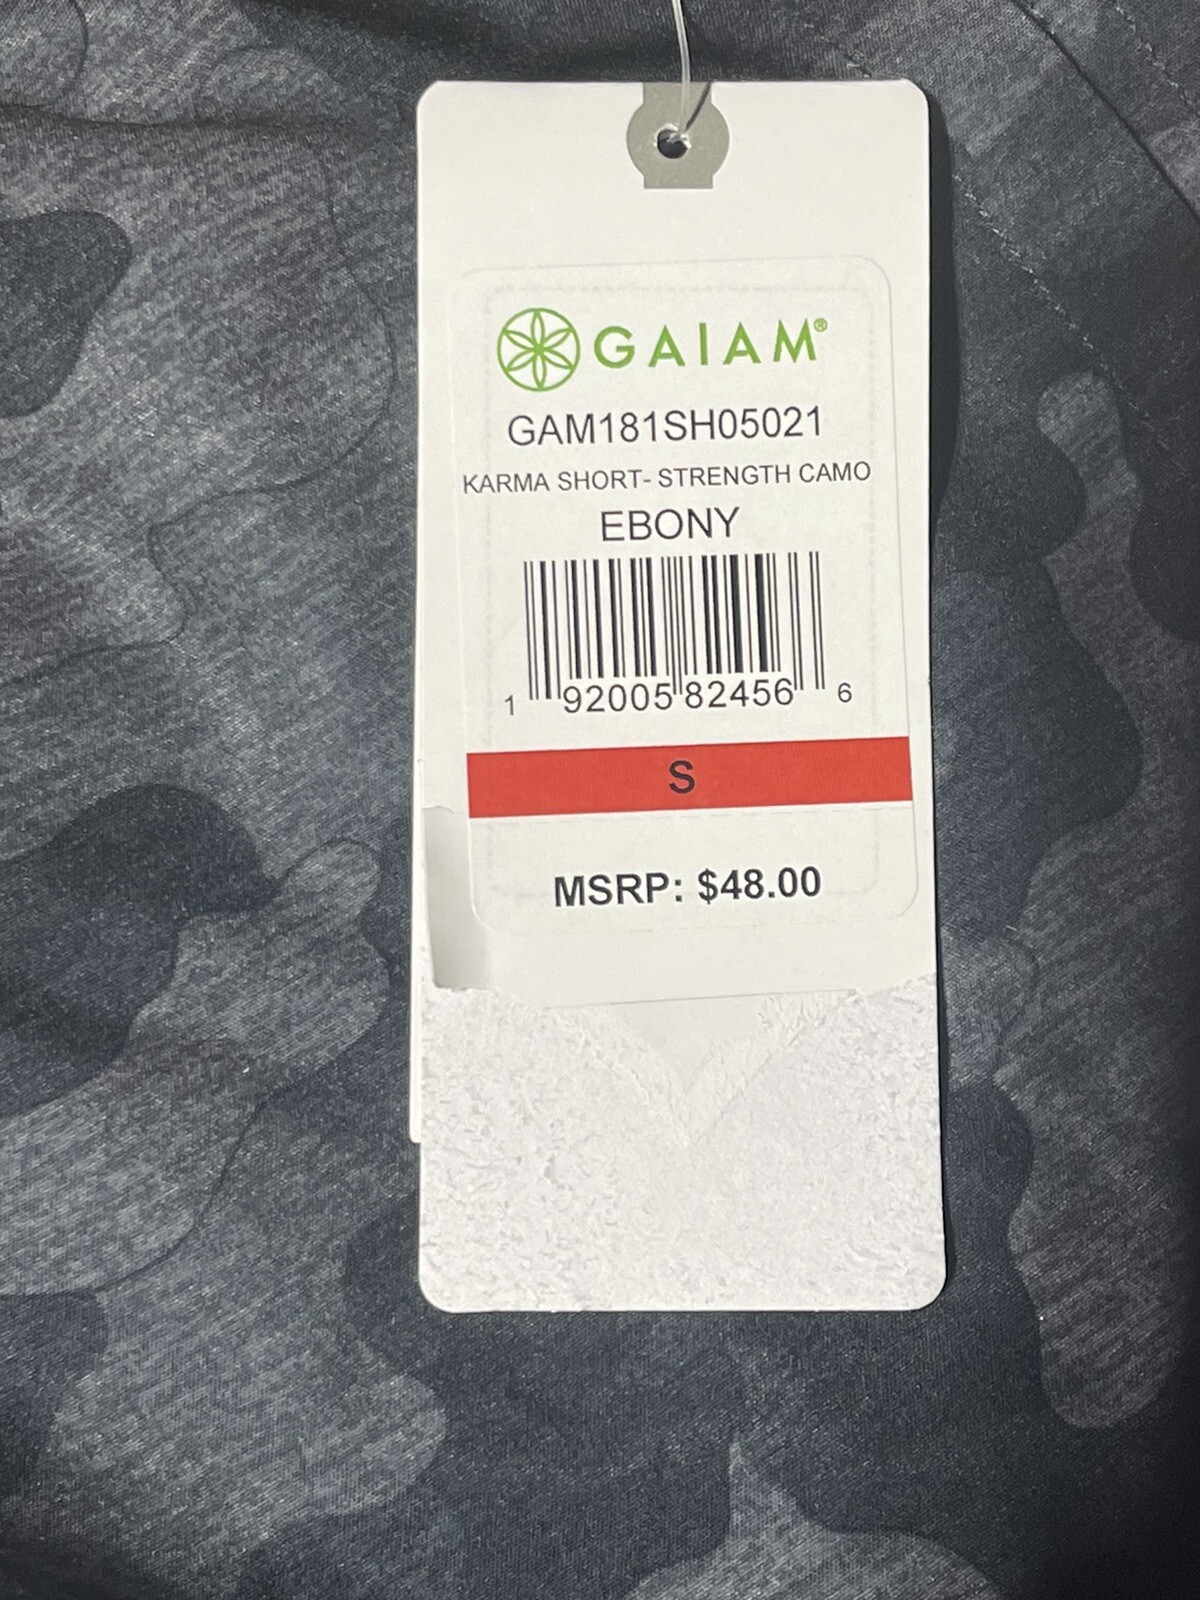 GAIAM®
GAM181SH05021
KARMA SHORT- STRENGTH CAMO
EBONY
1 92005 82456 6
S
MSRP: $48.00